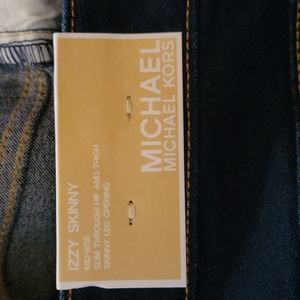 MICHAEL
MICHAEL KORS
IZZY SKINNY
MID-RISE
SLIM THROUGH HIP AND THIGH
SKINNY LEG OPENING